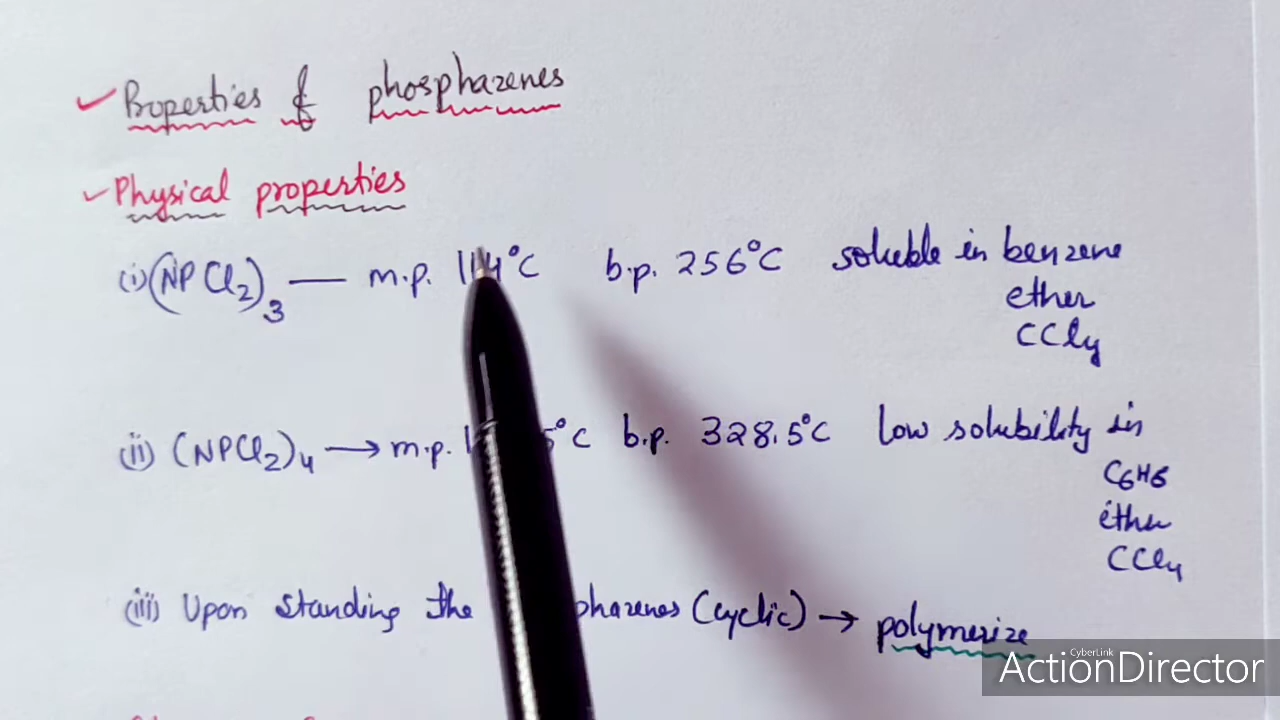 Properties of phosphazenes
Physical properties
(i) (NPCl2)3 — m.p. 114°C b.p. 256°C soluble in benzene
ether
CCl4
(ii) (NPCl2)4 → m.p. b.p. 328.5°C low solubility in
C6H6
ether
CCl4
(iii) Upon standing the (cyclic) → polymerize
CyberLink
ActionDirector